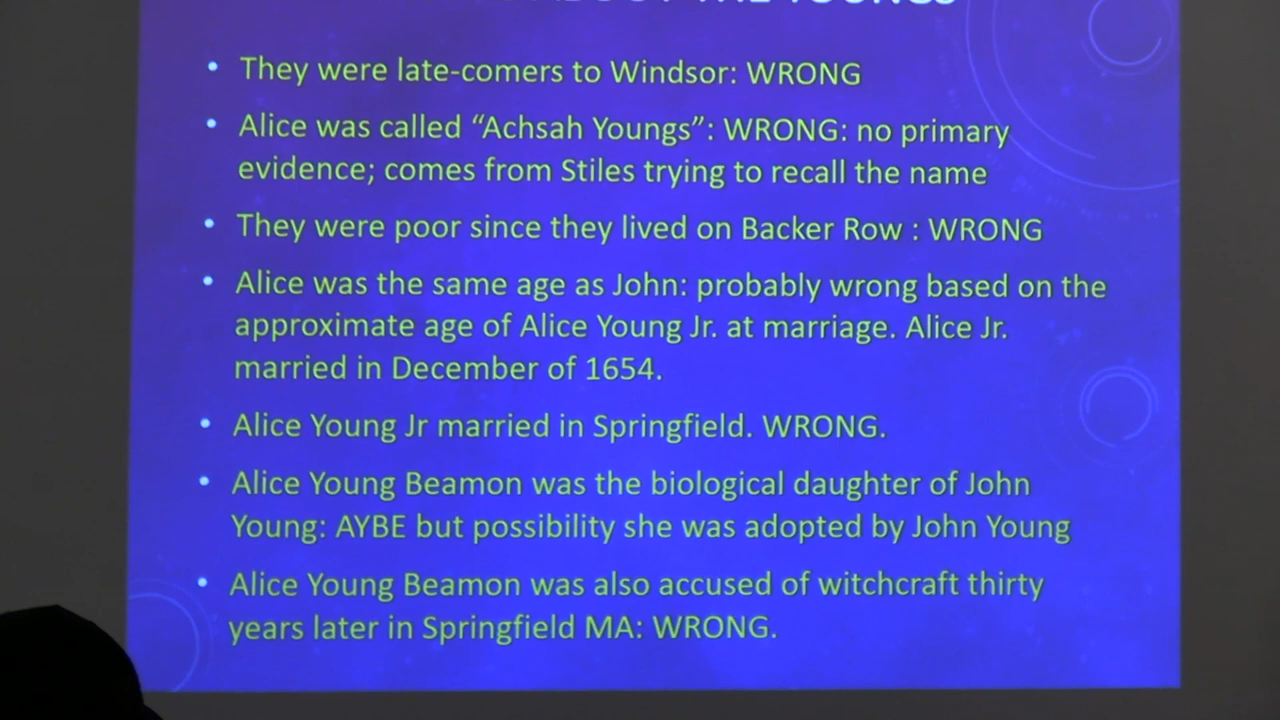 • They were late-comers to Windsor: WRONG
• Alice was called “Achsah Youngs”: WRONG: no primary
evidence; comes from Stiles trying to recall the name
• They were poor since they lived on Backer Row : WRONG
• Alice was the same age as John: probably wrong based on the
approximate age of Alice Young Jr. at marriage. Alice Jr.
married in December of 1654.
• Alice Young Jr married in Springfield. WRONG.
• Alice Young Beamon was the biological daughter of John
Young: AYBE but possibility she was adopted by John Young
• Alice Young Beamon was also accused of witchcraft thirty
years later in Springfield MA: WRONG.